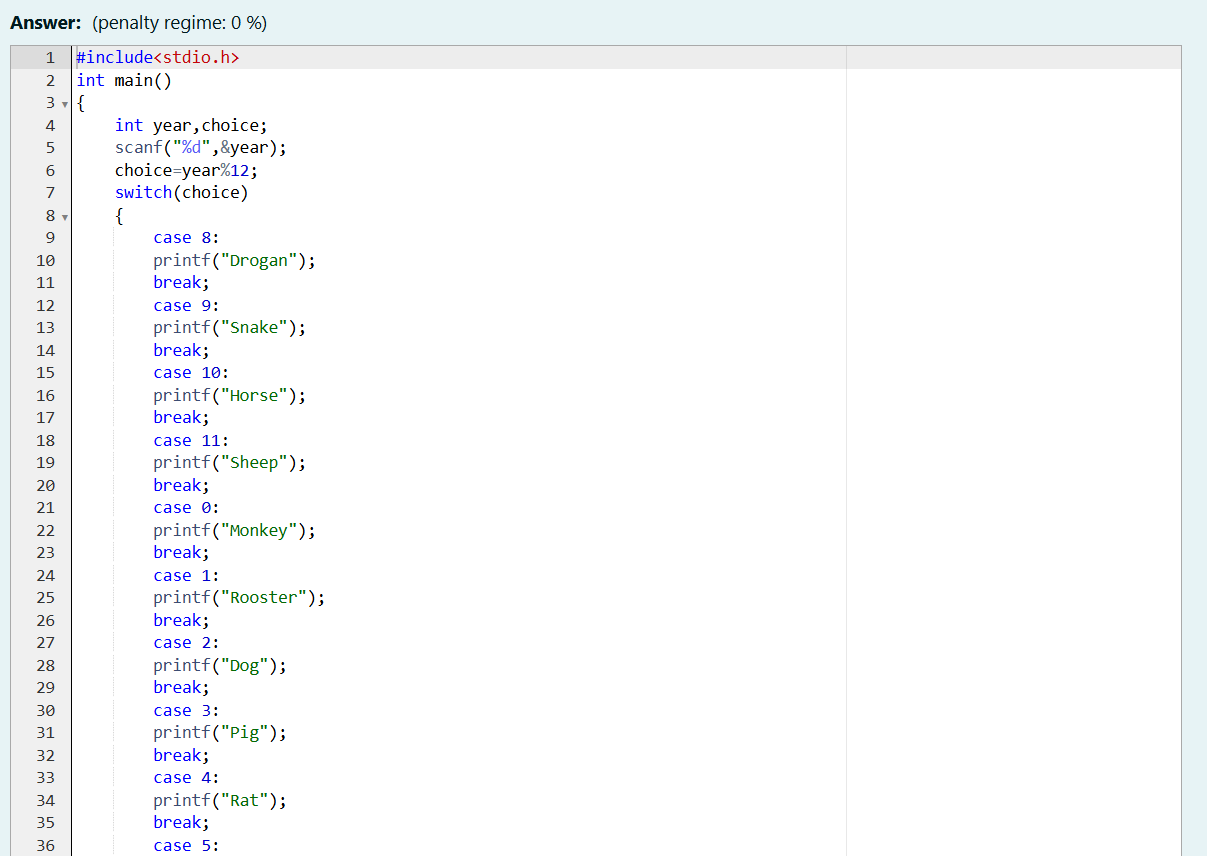 Answer: (penalty regime: 0 %)
1 #include<stdio.h>
2 int main()
3 {
4 int year,choice;
5 scanf("%d",&year);
6 choice=year%12;
7 switch(choice)
8 {
9 case 8:
10 printf("Drogan");
11 break;
12 case 9:
13 printf("Snake");
14 break;
15 case 10:
16 printf("Horse");
17 break;
18 case 11:
19 printf("Sheep");
20 break;
21 case 0:
22 printf("Monkey");
23 break;
24 case 1:
25 printf("Rooster");
26 break;
27 case 2:
28 printf("Dog");
29 break;
30 case 3:
31 printf("Pig");
32 break;
33 case 4:
34 printf("Rat");
35 break;
36 case 5: